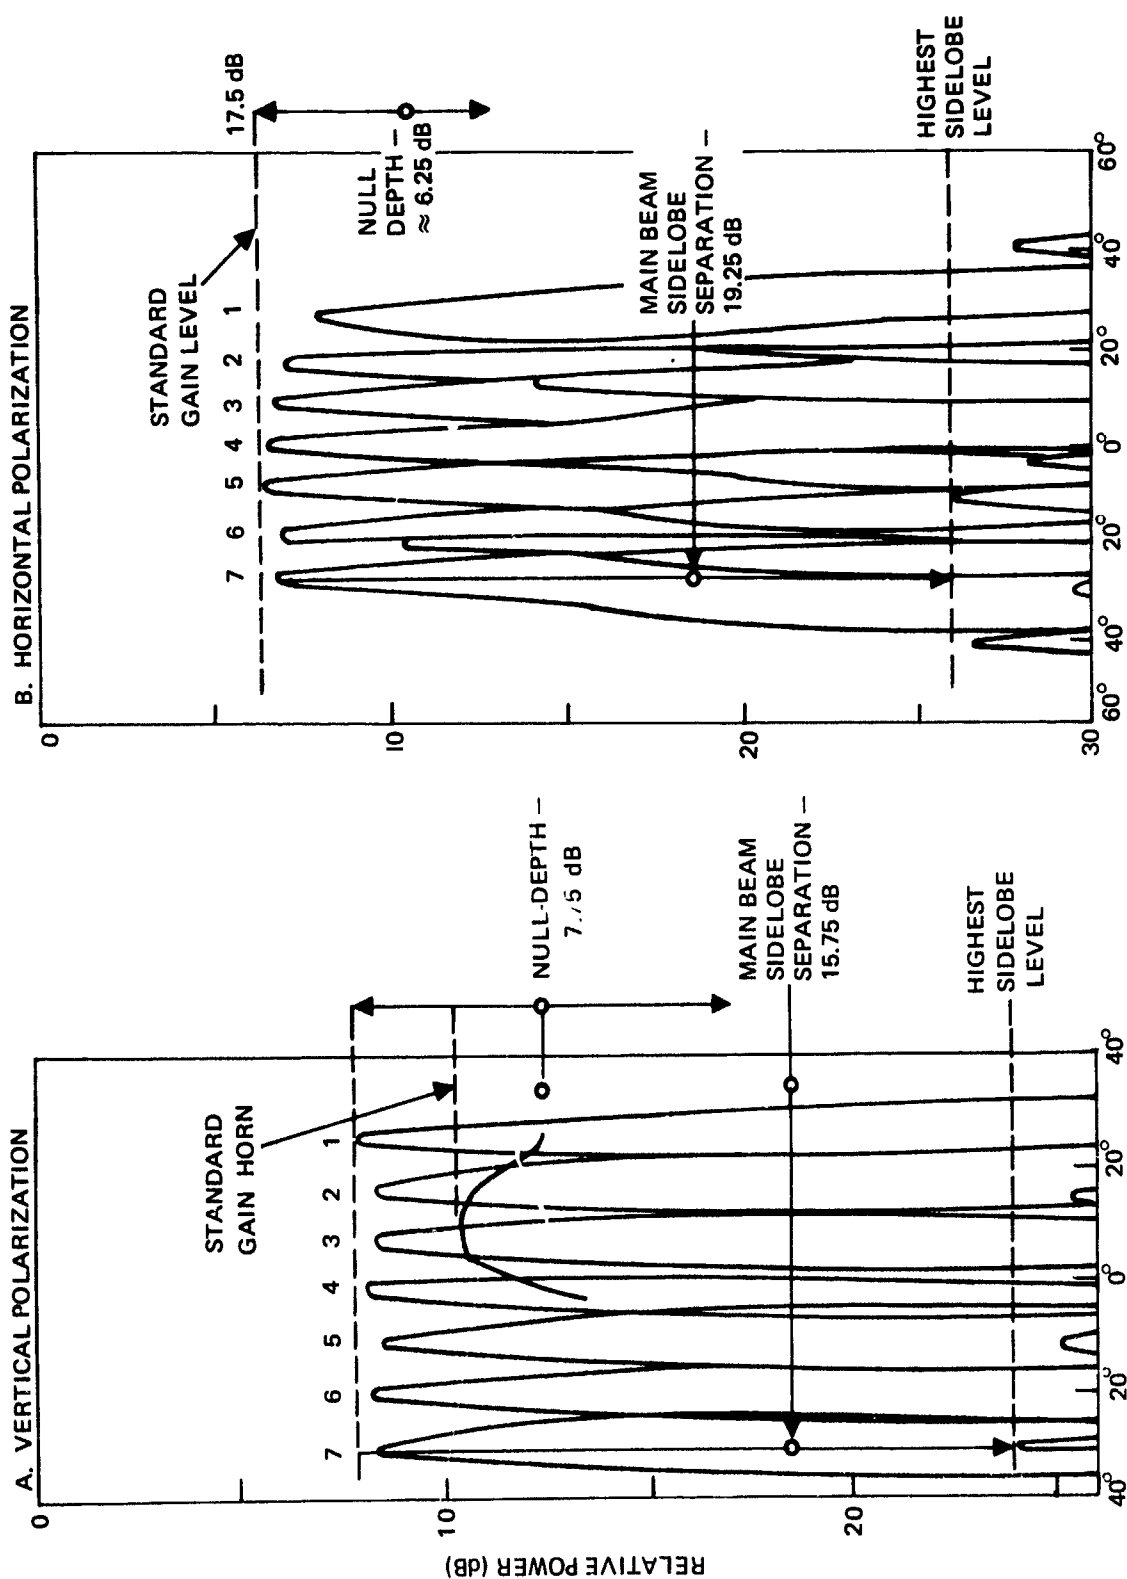 A. VERTICAL POLARIZATION
STANDARD
GAIN HORN
7 6 5 4 3 2 1
NULL-DEPTH –
dB
MAIN BEAM
SIDELOBE
SEPARATION –
15.75 dB
HIGHEST
SIDELOBE
LEVEL
0
10
20
RELATIVE POWER (dB)
40° 20 0° 20° 40°
B. HORIZONTAL POLARIZATION
STANDARD
GAIN LEVEL
17.5 dB
7 6 5 4 3 2 1
NULL
DEPTH –
≈ 6.25 dB
MAIN BEAM
SIDELOBE
SEPARATION –
19.25 dB
HIGHEST
SIDELOBE
LEVEL
0
10
20
30
60° 40° 20° 0° 20° 40° 60°